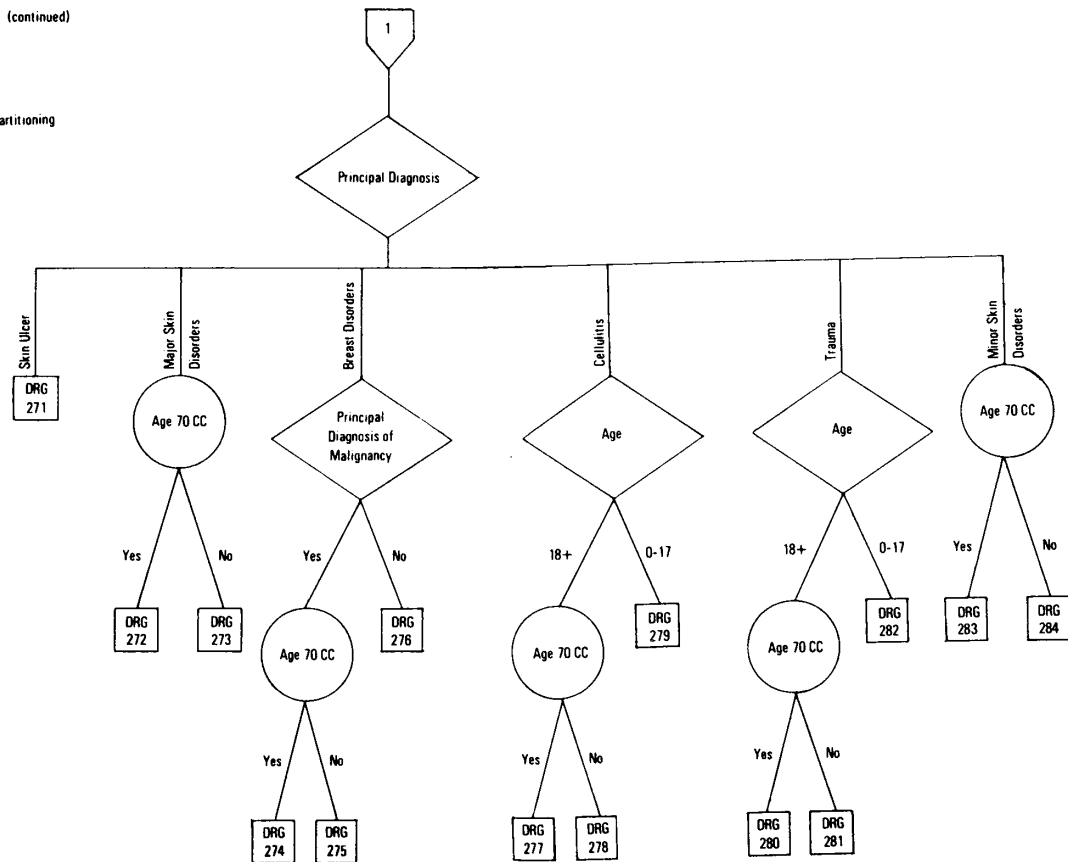 (continued)
1
artitioning
Principal Diagnosis
Skin Ulcer
Major Skin
Disorders
Breast Disorders
Cellulitis
Trauma
Minor Skin
Disorders
DRG
271
Age 70 CC
Principal
Diagnosis of
Malignancy
Age
Age
Age 70 CC
Yes
No
Yes
No
18+
0-17
18+
0-17
Yes
No
DRG
272
DRG
273
DRG
276
DRG
279
DRG
282
DRG
283
DRG
284
Age 70 CC
Age 70 CC
Age 70 CC
Yes
No
Yes
No
Yes
No
DRG
274
DRG
275
DRG
277
DRG
278
DRG
280
DRG
281